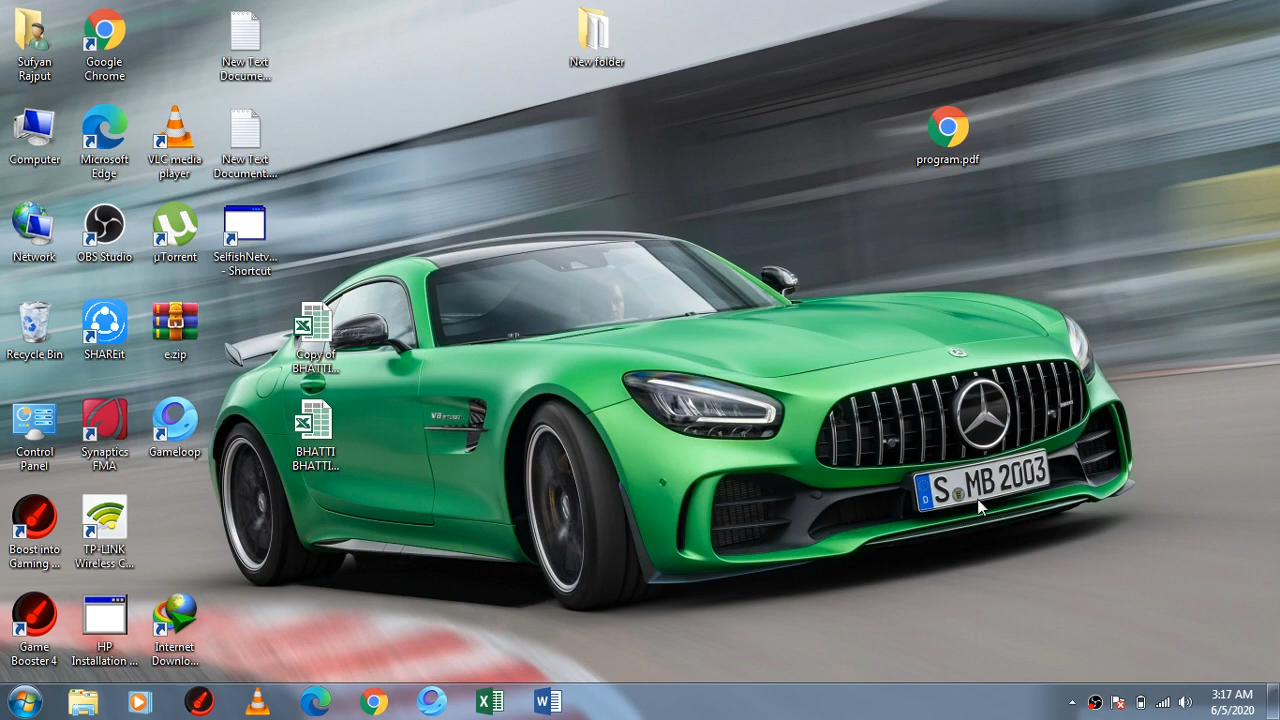 Sufyan
Rajput
Google
Chrome
New Text
Docume...
New folder
Computer
Microsoft
Edge
VLC media
player
New Text
Document....
program.pdf
Network
OBS Studio
µTorrent
SelfishNetv...
- Shortcut
Recycle Bin
SHAREit
e.zip
Copy of
BHATTI...
Control
Panel
Synaptics
FMA
Gameloop
BHATTI
BHATTI...
V8 BITURBO
S MB 2003
D
Boost into
Gaming ...
TP-LINK
Wireless C...
Game
Booster 4
HP
Installation ...
Internet
Downlo...
3:17 AM
6/5/2020